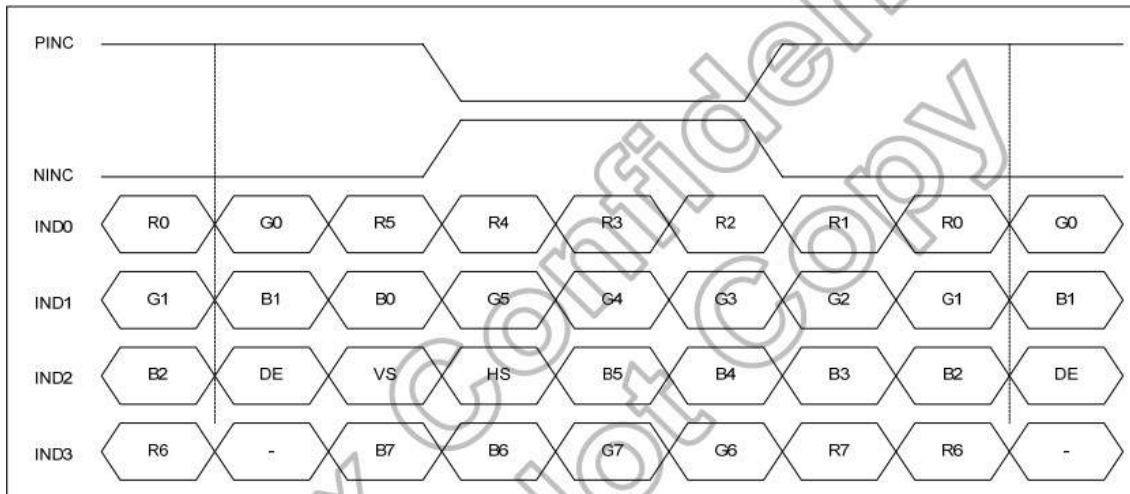 PINC
NINC
IND0 R0 G0 R5 R4 R3 R2 R1 R0 G0
IND1 G1 B1 B0 G5 G4 G3 G2 G1 B1
IND2 B2 DE VS HS B5 B4 B3 B2 DE
IND3 R6 - B7 B6 G7 G6 R7 R6 -
Confiden
Copy